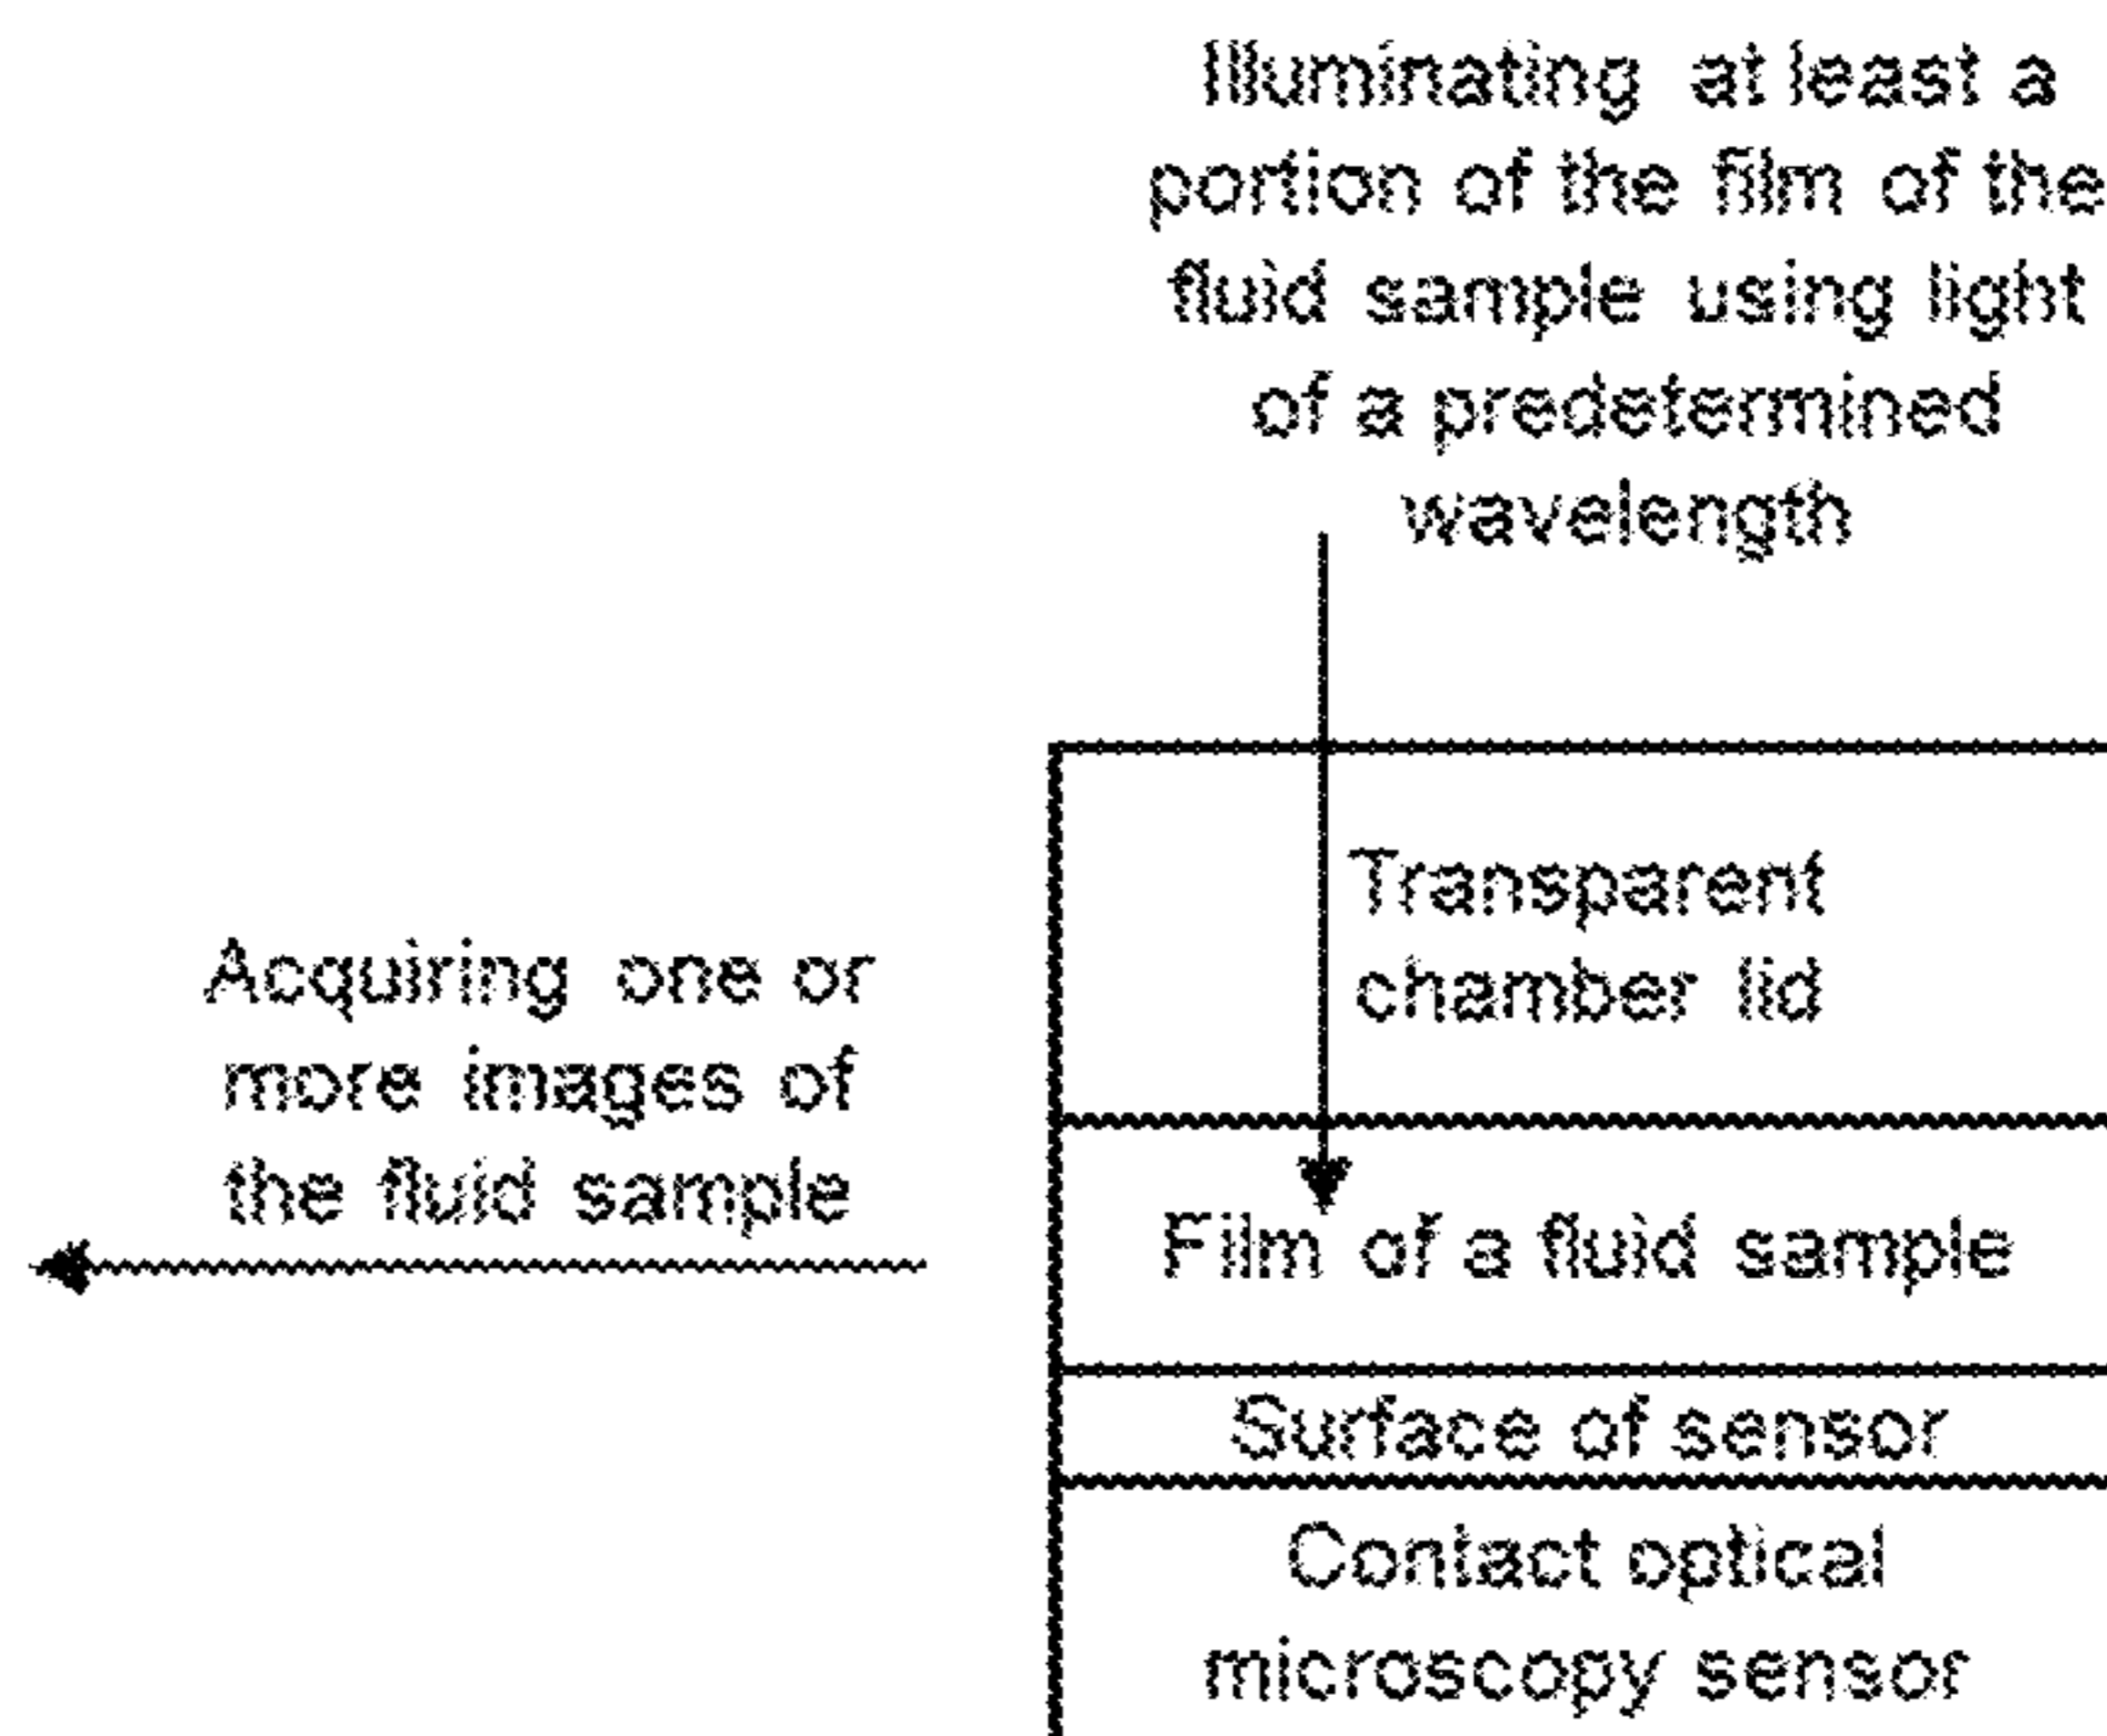 Illuminating at least a
portion of the film of the
fluid sample using light
of a predetermined
wavelength
Transparent
chamber lid
Acquiring one or
more images of
the fluid sample
Film of a fluid sample
Surface of sensor
Contact optical
microscopy sensor